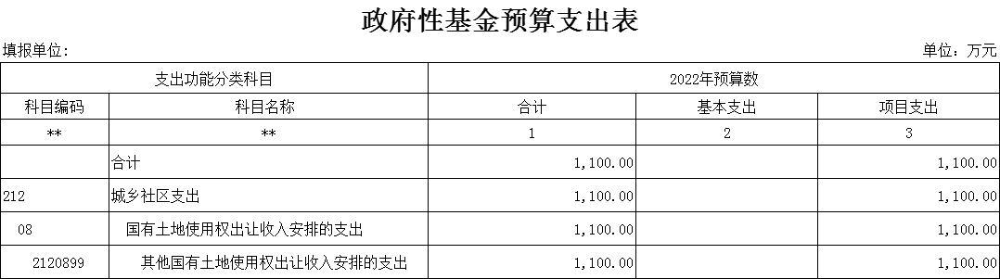 政府性基金预算支出表
填报单位: 单位：万元
支出功能分类科目 2022年预算数
科目编码 科目名称 合计 基本支出 项目支出
** ** 1 2 3
合计 1,100.00 1,100.00
212 城乡社区支出 1,100.00 1,100.00
08 国有土地使用权出让收入安排的支出 1,100.00 1,100.00
2120899 其他国有土地使用权出让收入安排的支出 1,100.00 1,100.00